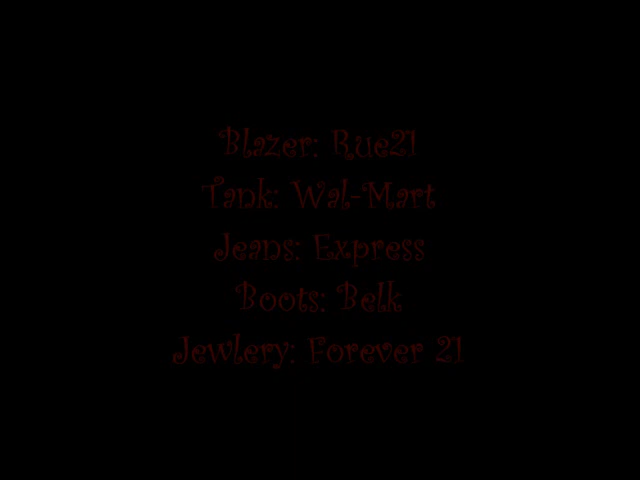 Blazer: Rue21
Tank: Wal-Mart
Jeans: Express
Boots: Belk
Jewlery: Forever 21